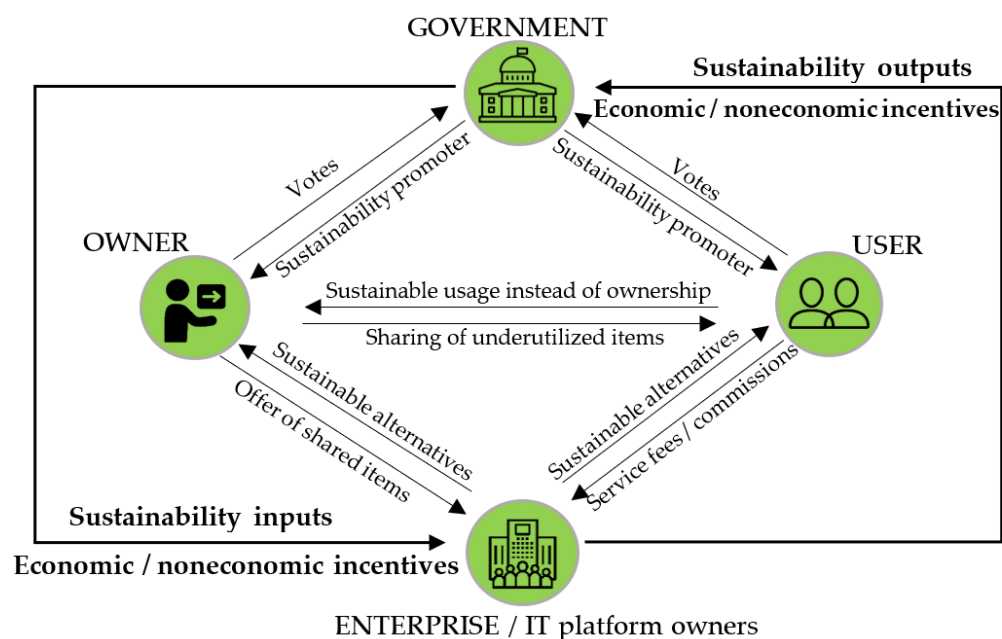 GOVERNMENT
Sustainability outputs
Economic / noneconomic incentives
Votes
Sustainability promoter
Votes
Sustainability promoter
OWNER
USER
Sustainable usage instead of ownership
Sharing of underutilized items
Sustainable alternatives
Offer of shared items
Sustainable alternatives
Service fees / commissions
Sustainability inputs
Economic / noneconomic incentives
ENTERPRISE / IT platform owners